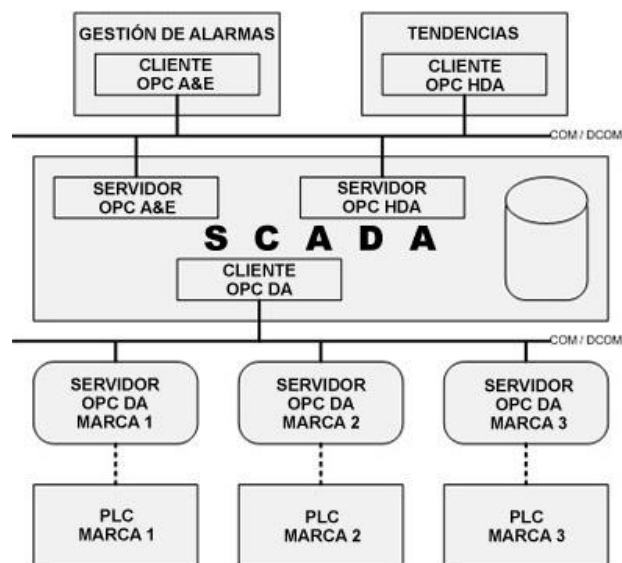 GESTIÓN DE ALARMAS
CLIENTE
OPC A&E
TENDENCIAS
CLIENTE
OPC HDA
COM / DCOM
SERVIDOR
OPC A&E
SERVIDOR
OPC HDA
S C A D A
CLIENTE
OPC DA
COM / DCOM
SERVIDOR
OPC DA
MARCA 1
SERVIDOR
OPC DA
MARCA 2
SERVIDOR
OPC DA
MARCA 3
PLC
MARCA 1
PLC
MARCA 2
PLC
MARCA 3